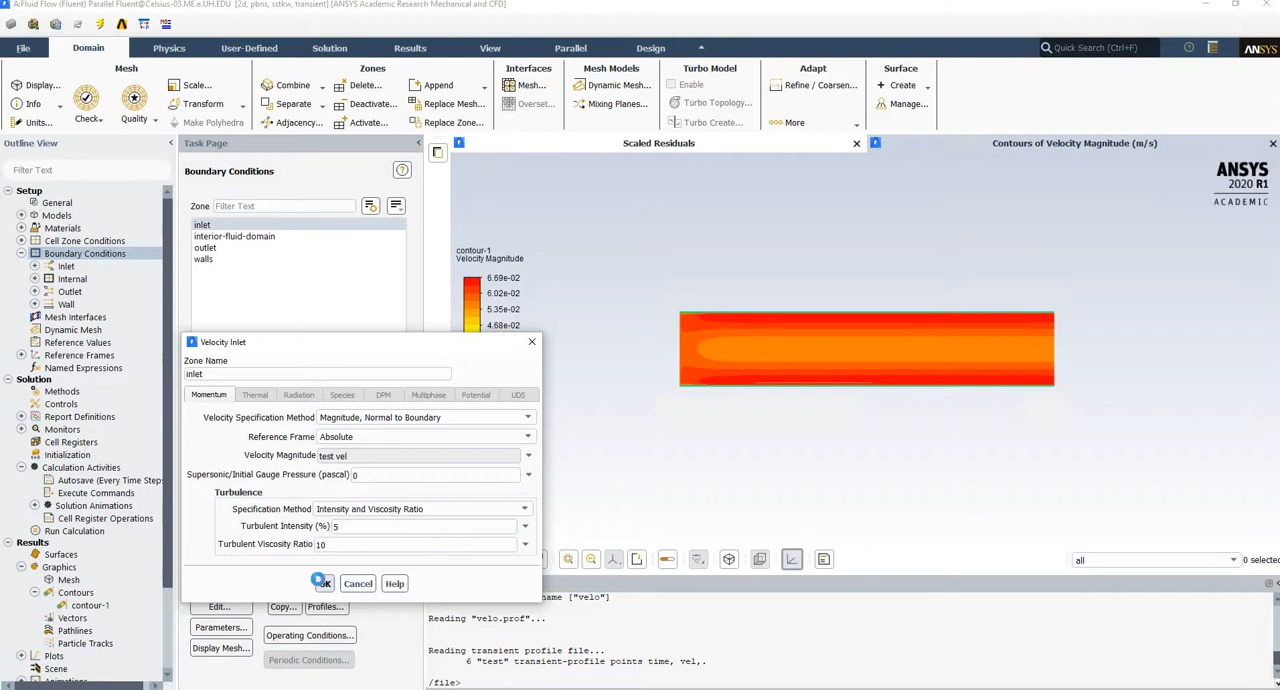 A:Fluid Flow (Fluent) Parallel Fluent@Celsius-03.ME.e.UH.EDU [2d, pbns, sstkw, transient] [ANSYS Academic Research Mechanical and CFD]
File Domain Physics User-Defined Solution Results View Parallel Design Quick Search (Ctrl+F) ANSYS
Mesh Zones Interfaces Mesh Models Turbo Model Adapt Surface
Display... Scale... Combine Delete... Append Mesh... Dynamic Mesh... Enable Refine / Coarsen... Create
Info Transform Separate Deactivate... Replace Mesh... Overset... Mixing Planes... Turbo Topology... Manage...
Units... Check Quality Make Polyhedra Adjacency... Activate... Replace Zone... Turbo Create... More
Outline View
Filter Text
Setup
General
Models
Materials
Cell Zone Conditions
Boundary Conditions
Inlet
Internal
Outlet
Wall
Mesh Interfaces
Dynamic Mesh
Reference Values
Reference Frames
Named Expressions
Solution
Methods
Controls
Report Definitions
Monitors
Cell Registers
Initialization
Calculation Activities
Autosave (Every Time Steps
Execute Commands
Solution Animations
Cell Register Operations
Run Calculation
Results
Surfaces
Graphics
Mesh
Contours
contour-1
Vectors
Pathlines
Particle Tracks
Plots
Scene
Animations
Task Page
Boundary Conditions
Zone Filter Text
inlet
interior-fluid-domain
outlet
walls
Velocity Inlet
Zone Name
inlet
Momentum Thermal Radiation Species DPM Multiphase Potential UDS
Velocity Specification Method Magnitude, Normal to Boundary
Reference Frame Absolute
Velocity Magnitude test vel
Supersonic/Initial Gauge Pressure (pascal) 0
Turbulence
Specification Method Intensity and Viscosity Ratio
Turbulent Intensity (%) 5
Turbulent Viscosity Ratio 10
OK Cancel Help
Edit... Copy... Profiles...
Parameters... Operating Conditions...
Display Mesh... Periodic Conditions...
Scaled Residuals
Contours of Velocity Magnitude (m/s)
ANSYS
2020 R1
ACADEMIC
contour-1
Velocity Magnitude
6.69e-02
6.02e-02
5.35e-02
4.68e-02
all
0 selected
name ["velo"]
Reading "velo.prof"...
Reading transient profile file...
6 "test" transient-profile points time, vel,.
/file>